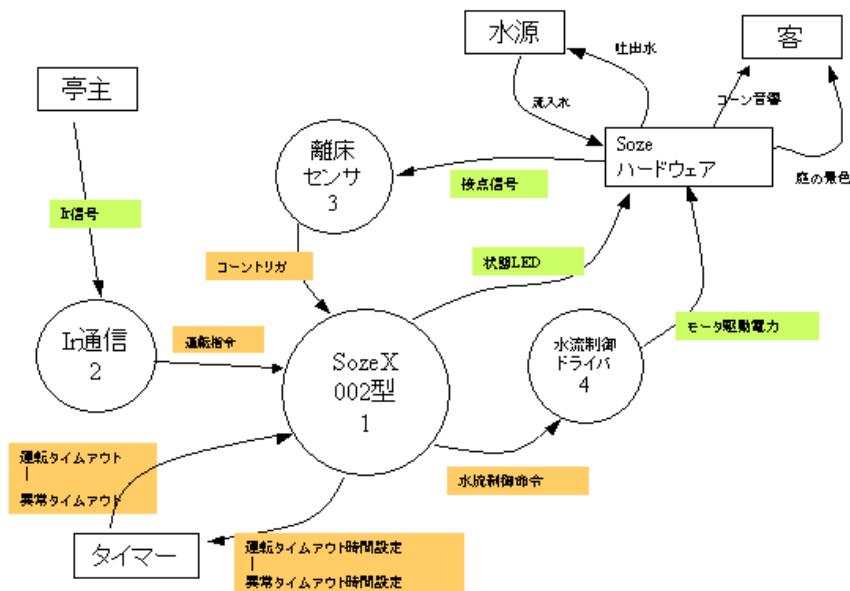 水源
客
吐出水
亭主
流入水
コーン音響
離床
センサ
3
Soze
ハードウェア
接点信号
庭の景色
Ir信号
コーントリガ
状態LED
Ir通信
2
運転指令
SozeX
002型
1
水流制御
ドライバ
4
モータ駆動電力
運転タイムアウト
|
異常タイムアウト
水流制御命令
タイマー
運転タイムアウト時間設定
|
異常タイムアウト時間設定